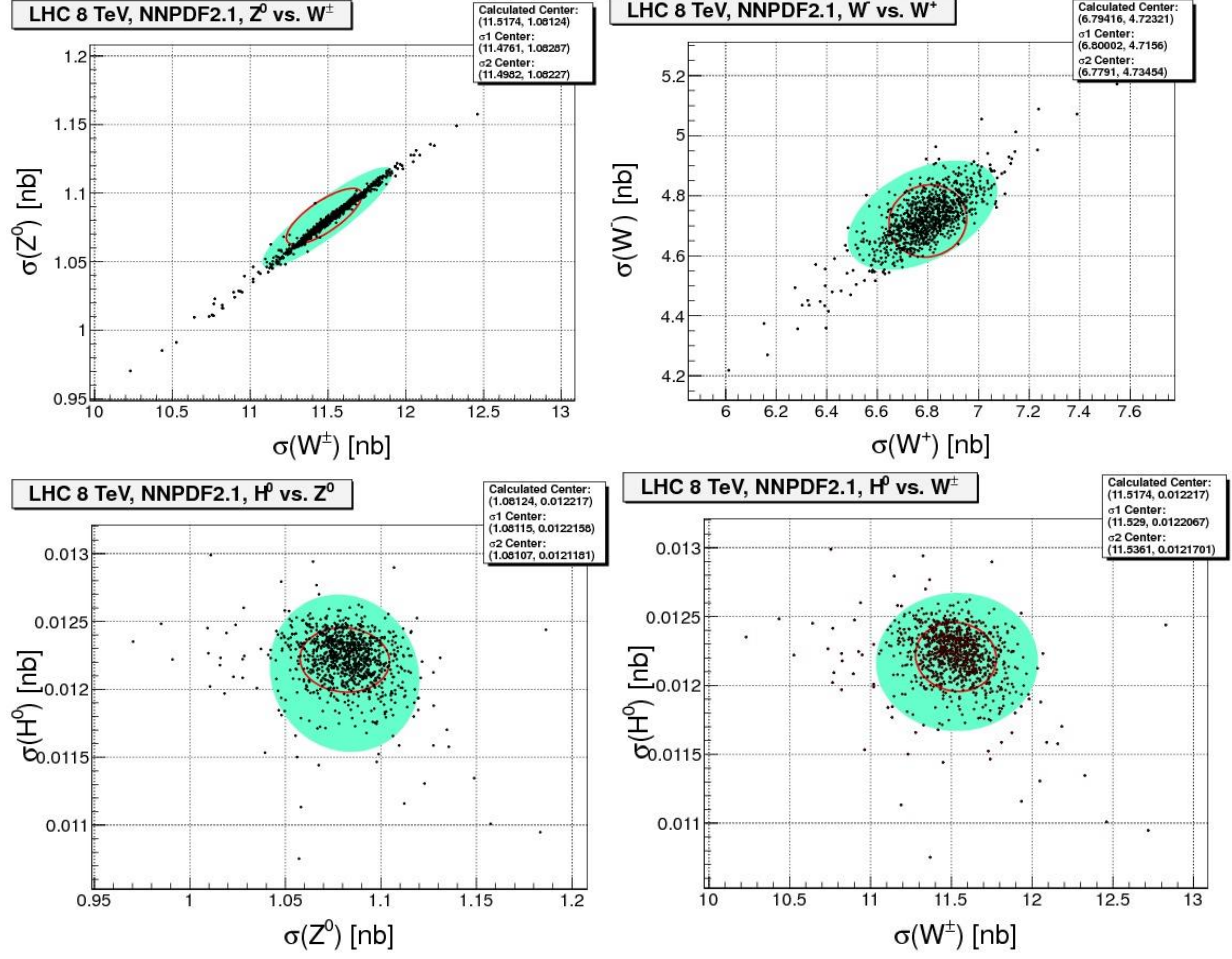 LHC 8 TeV, NNPDF2.1, Z⁰ vs. W±
Calculated Center:
(11.5174, 1.08124)
σ1 Center:
(11.4761, 1.08287)
σ2 Center:
(11.4982, 1.08227)
σ(Z⁰) [nb]
1.2
1.15
1.1
1.05
1
0.95
10 10.5 11 11.5 12 12.5 13
σ(W±) [nb]
LHC 8 TeV, NNPDF2.1, W⁻ vs. W⁺
Calculated Center:
(6.79416, 4.72321)
σ1 Center:
(6.80002, 4.7156)
σ2 Center:
(6.7791, 4.73454)
σ(W⁻) [nb]
5.2
5
4.8
4.6
4.4
4.2
6 6.2 6.4 6.6 6.8 7 7.2 7.4 7.6
σ(W⁺) [nb]
LHC 8 TeV, NNPDF2.1, H⁰ vs. Z⁰
Calculated Center:
(1.08124, 0.012217)
σ1 Center:
(1.08115, 0.0122158)
σ2 Center:
(1.08107, 0.0121181)
σ(H⁰) [nb]
0.013
0.0125
0.012
0.0115
0.011
0.95 1 1.05 1.1 1.15 1.2
σ(Z⁰) [nb]
LHC 8 TeV, NNPDF2.1, H⁰ vs. W±
Calculated Center:
(11.5174, 0.012217)
σ1 Center:
(11.529, 0.0122067)
σ2 Center:
(11.5361, 0.0121701)
σ(H⁰) [nb]
0.013
0.0125
0.012
0.0115
0.011
10 10.5 11 11.5 12 12.5 13
σ(W±) [nb]